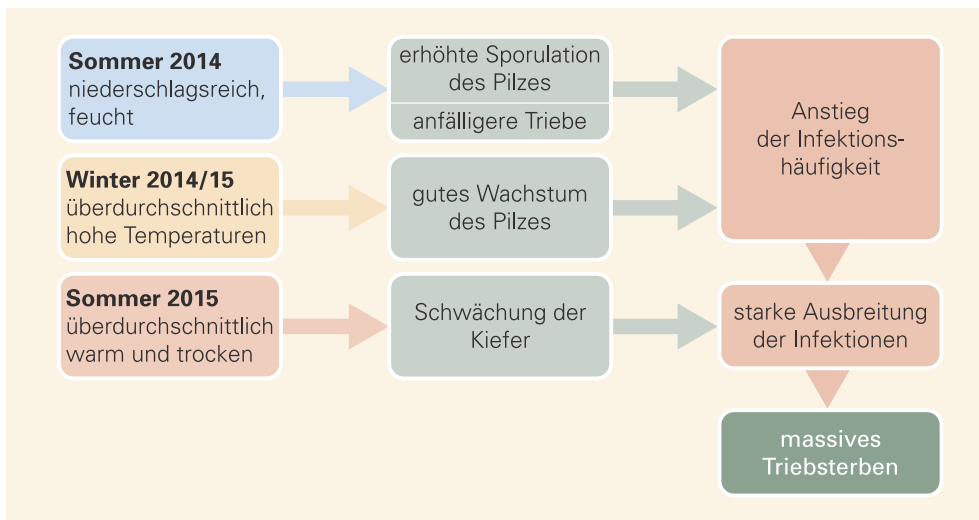 Sommer 2014
niederschlagsreich,
feucht
erhöhte Sporulation
des Pilzes
anfälligere Triebe
Anstieg
der Infektions-
häufigkeit
Winter 2014/15
überdurchschnittlich
hohe Temperaturen
gutes Wachstum
des Pilzes
Sommer 2015
überdurchschnittlich
warm und trocken
Schwächung der
Kiefer
starke Ausbreitung
der Infektionen
massives
Triebsterben